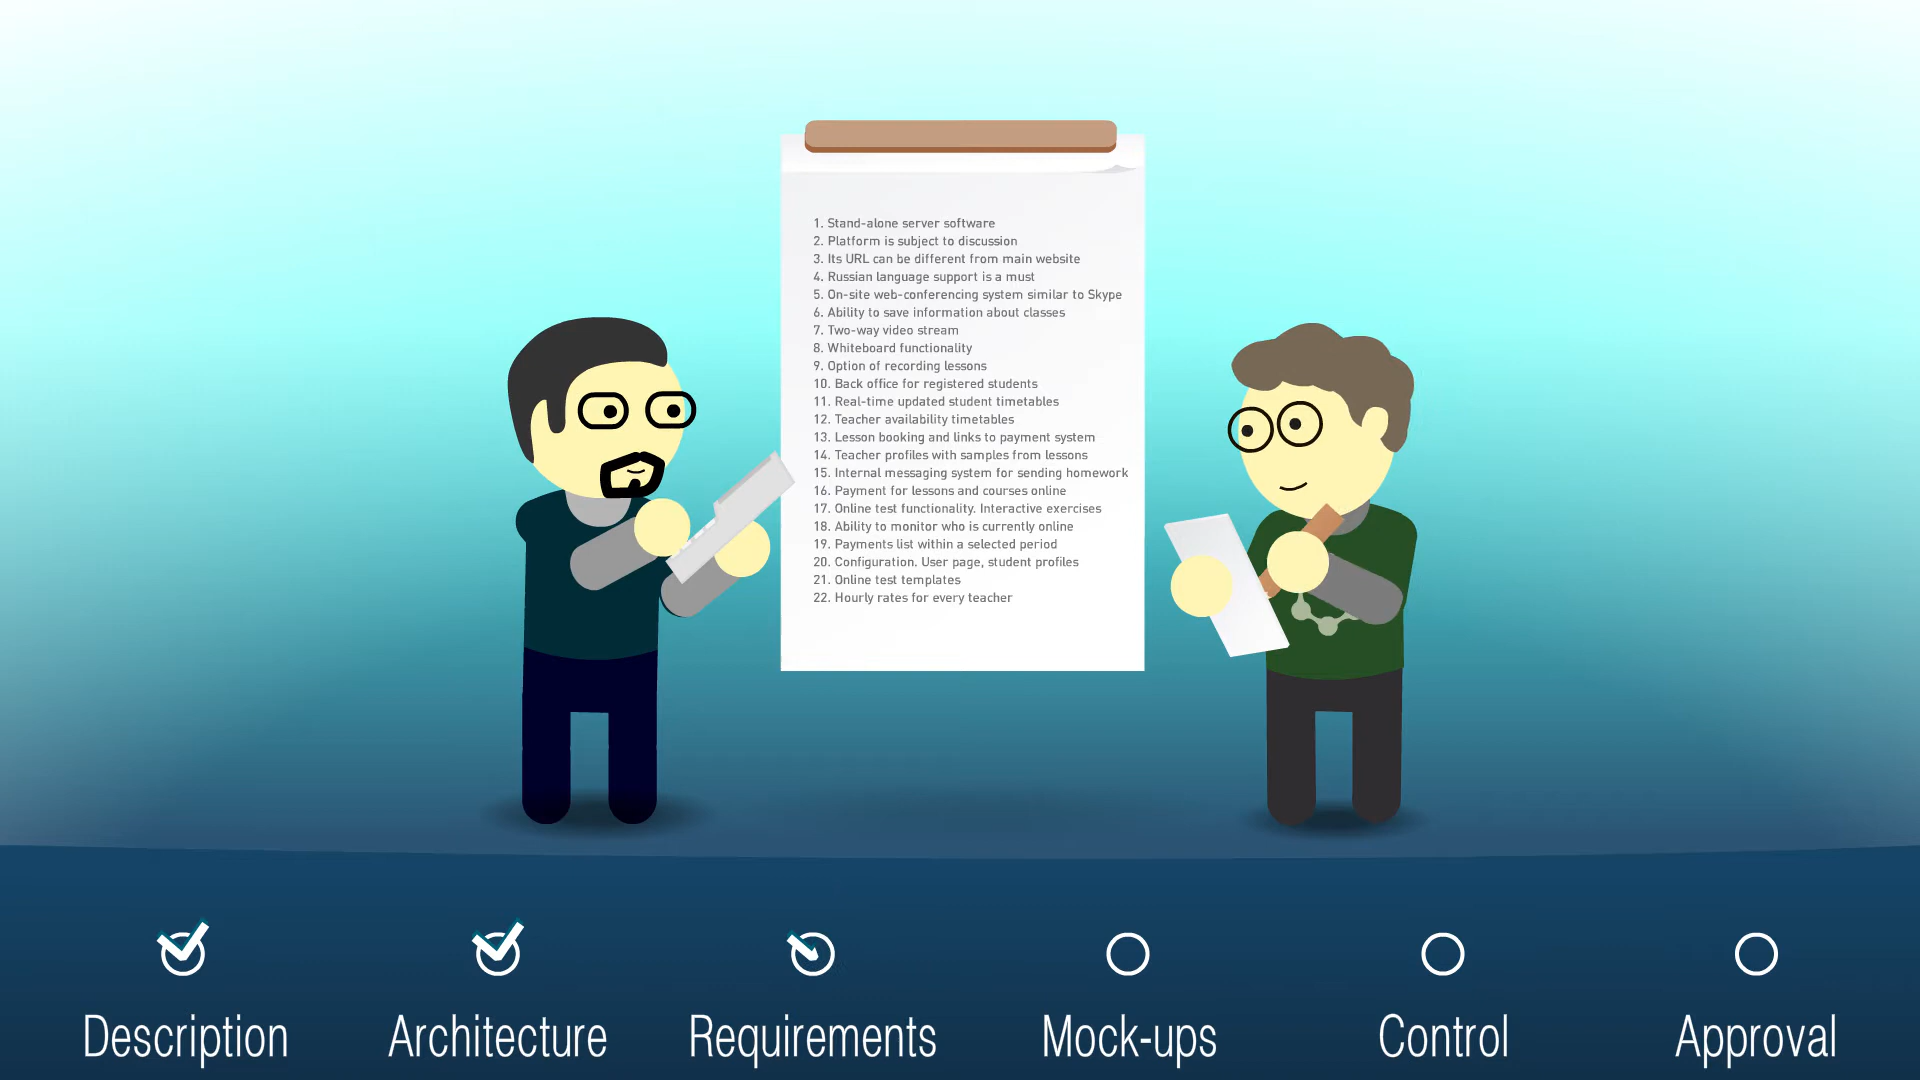 1. Stand-alone server software
2. Platform is subject to discussion
3. Its URL can be different from main website
4. Russian language support is a must
5. On-site web-conferencing system similar to Skype
6. Ability to save information about classes
7. Two-way video stream
8. Whiteboard functionality
9. Option of recording lessons
10. Back office for registered students
11. Real-time updated student timetables
12. Teacher availability timetables
13. Lesson booking and links to payment system
14. Teacher profiles with samples from lessons
15. Internal messaging system for sending homework
16. Payment for lessons and courses online
17. Online test functionality. Interactive exercises
18. Ability to monitor who is currently online
19. Payments list within a selected period
20. Configuration. User page, student profiles
21. Online test templates
22. Hourly rates for every teacher
Description
Architecture
Requirements
Mock-ups
Control
Approval